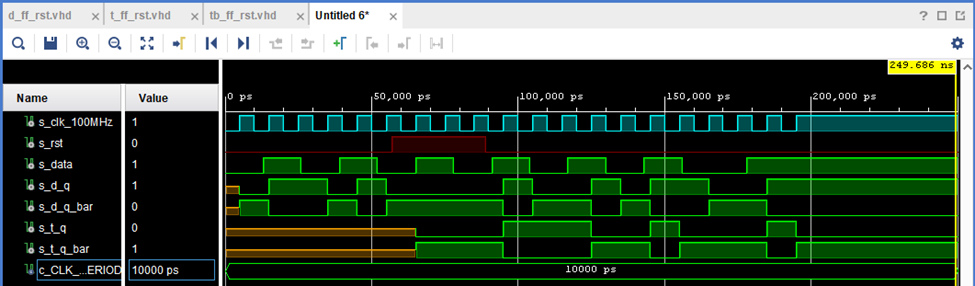 d_ff_rst.vhd × t_ff_rst.vhd × tb_ff_rst.vhd × Untitled 6* ×
249.686 ns
Name Value
0 ps 50,000 ps 100,000 ps 150,000 ps 200,000 ps
s_clk_100MHz 1
s_rst 0
s_data 1
s_d_q 1
s_d_q_bar 0
s_t_q 0
s_t_q_bar 1
c_CLK_...ERIOD 10000 ps 10000 ps